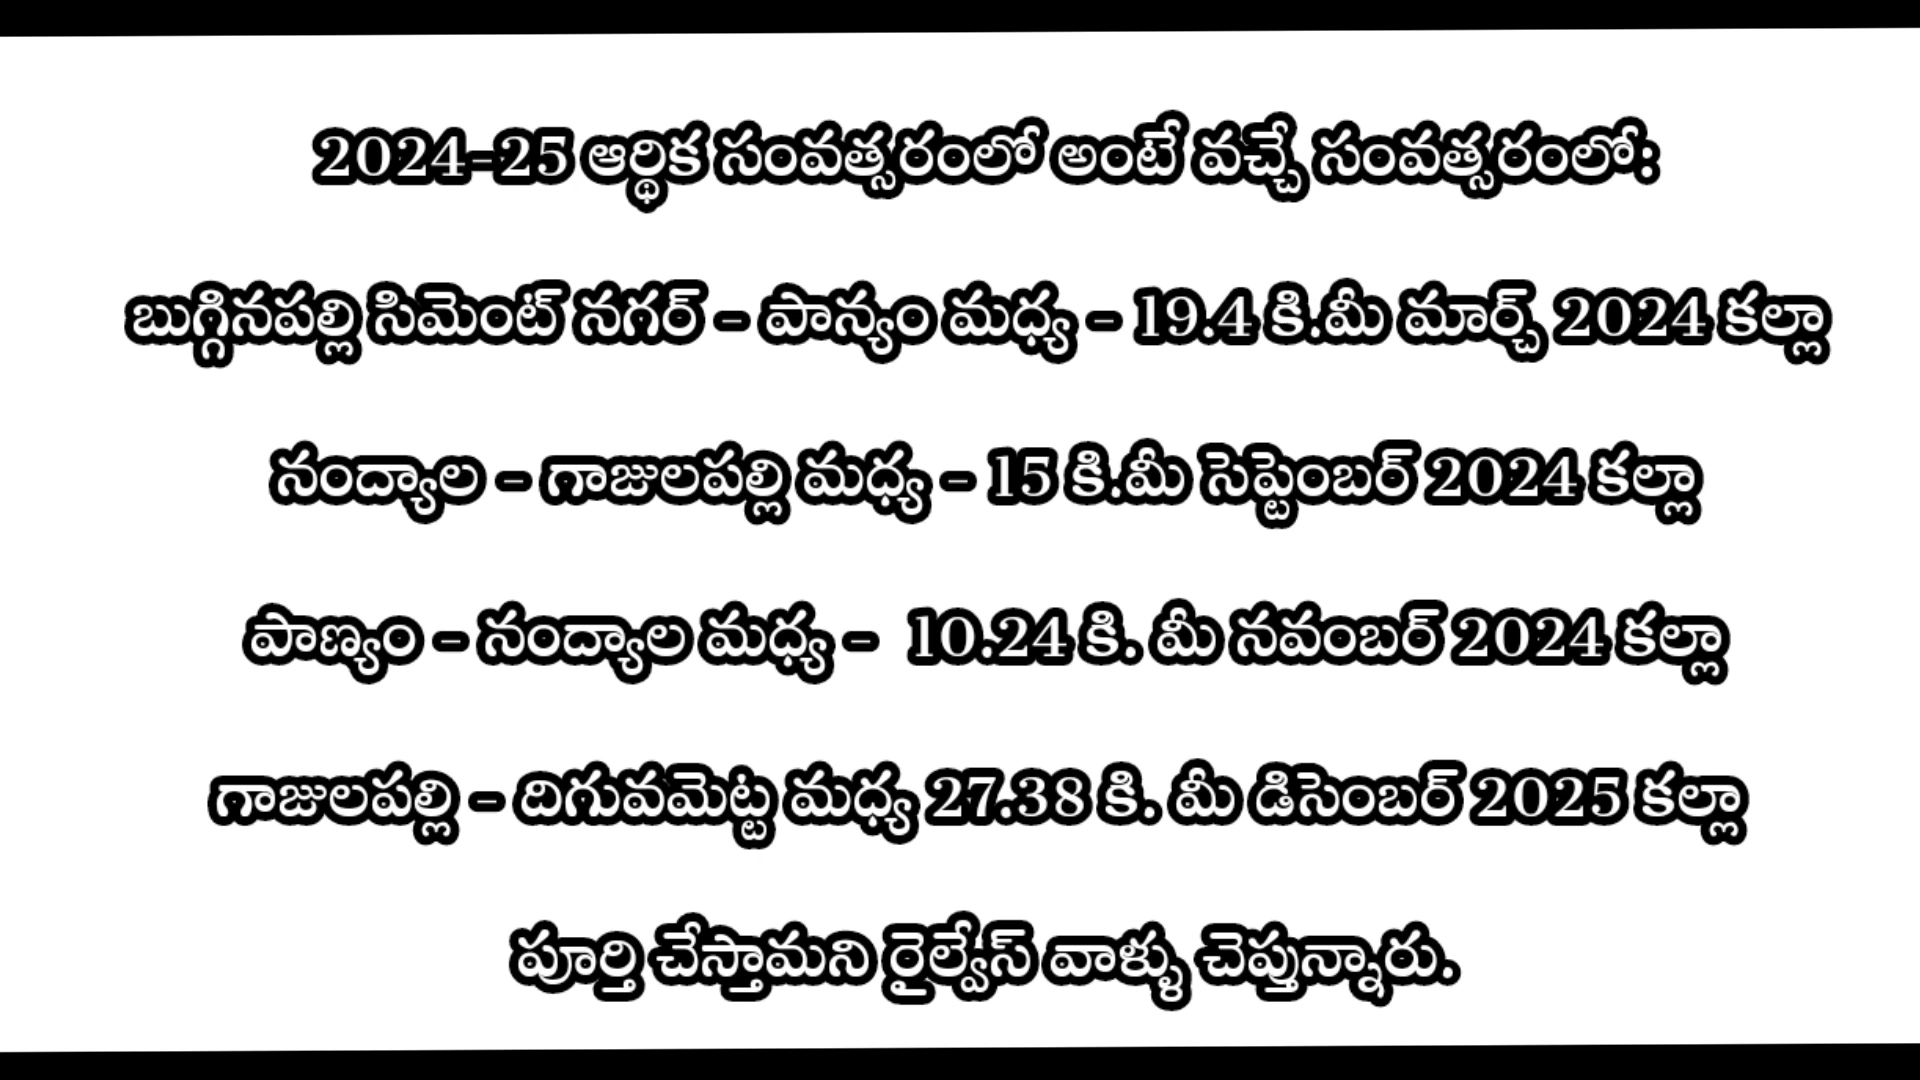 2024-25 ఆర్థిక సంవత్సరంలో అంటే వచ్చే సంవత్సరంలో:
బుగ్గినపల్లి సిమెంట్ నగర్ - పాన్యం మధ్య - 19.4 కి.మీ మార్చ్ 2024 కల్లా
నంద్యాల - గాజులపల్లి మధ్య - 15 కి.మీ సెప్టెంబర్ 2024 కల్లా
పాణ్యం - నంద్యాల మధ్య - 10.24 కి. మీ నవంబర్ 2024 కల్లా
గాజులపల్లి - దిగువమెట్ట మధ్య 27.38 కి. మీ డిసెంబర్ 2025 కల్లా
పూర్తి చేస్తామని రైల్వేస్ వాళ్ళు చెప్తున్నారు.